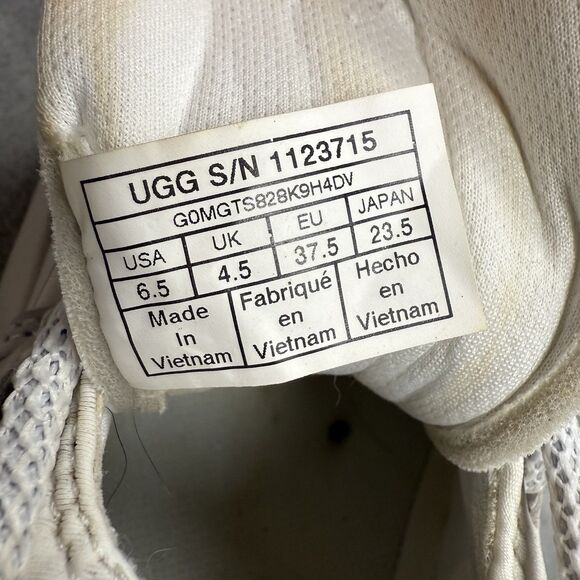 UGG S/N 1123715
G0MGTS828K9H4DV
USA UK EU JAPAN
6.5 4.5 37.5 23.5
Made Fabriqué Hecho
In en en
Vietnam Vietnam Vietnam